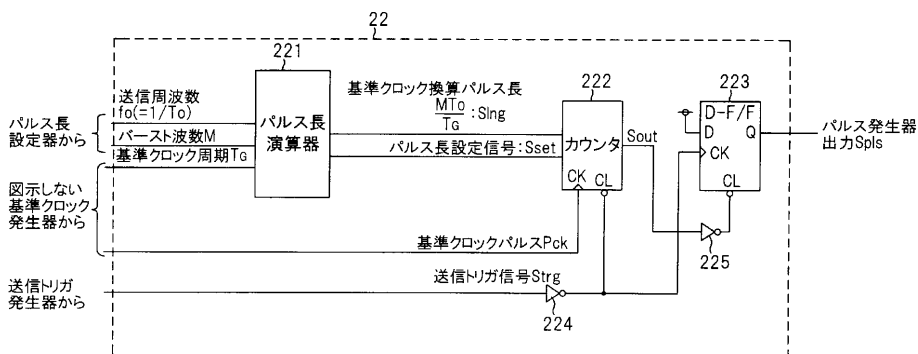 22
221
送信周波数
fo(=1/To)
パルス長
設定器から
バースト波数M
基準クロック周期TG
図示しない
基準クロック
発生器から
送信トリガ
発生器から
パルス長
演算器
基準クロック換算パルス長
MTo
TG
:Slng
パルス長設定信号:Sset
基準クロックパルスPck
送信トリガ信号Strg
224
222
カウンタ
CK
CL
Sout
223
D-F/F
D
Q
CK
CL
225
パルス発生器
出力Spls